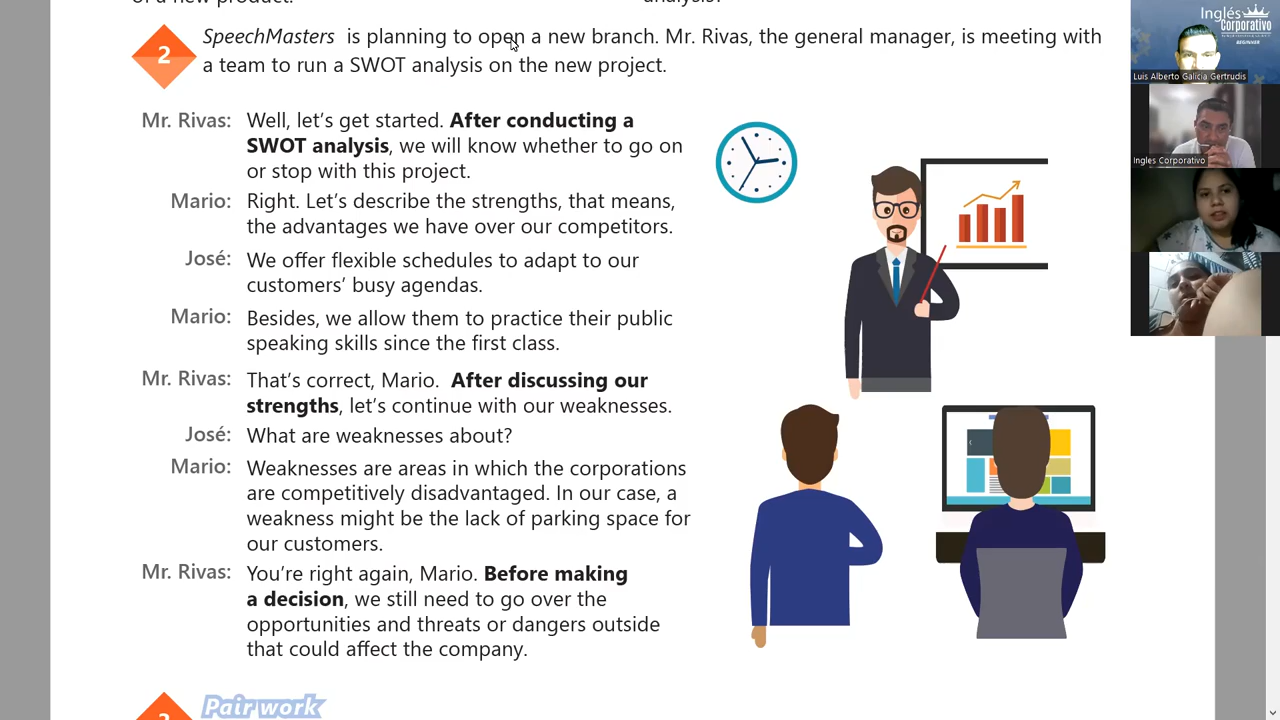 of a new product.
analysis?
2
SpeechMasters is planning to open a new branch. Mr. Rivas, the general manager, is meeting with
a team to run a SWOT analysis on the new project.
Mr. Rivas: Well, let's get started. After conducting a
SWOT analysis, we will know whether to go on
or stop with this project.
Mario: Right. Let's describe the strengths, that means,
the advantages we have over our competitors.
José: We offer flexible schedules to adapt to our
customers' busy agendas.
Mario: Besides, we allow them to practice their public
speaking skills since the first class.
Mr. Rivas: That's correct, Mario. After discussing our
strengths, let's continue with our weaknesses.
José: What are weaknesses about?
Mario: Weaknesses are areas in which the corporations
are competitively disadvantaged. In our case, a
weakness might be the lack of parking space for
our customers.
Mr. Rivas: You're right again, Mario. Before making
a decision, we still need to go over the
opportunities and threats or dangers outside
that could affect the company.
Pair work
Inglés
Corporativo
BEGINNER
Luis Alberto Galicia Gertrudis
Ingles Corporativo